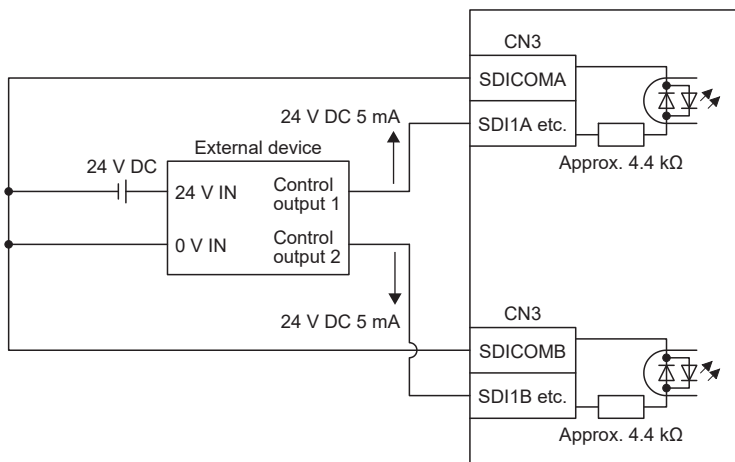 CN3
SDICOMA
24 V DC 5 mA
SDI1A etc.
External device
Approx. 4.4 kΩ
24 V DC
24 V IN
Control
output 1
0 V IN
Control
output 2
24 V DC 5 mA
CN3
SDICOMB
SDI1B etc.
Approx. 4.4 kΩ